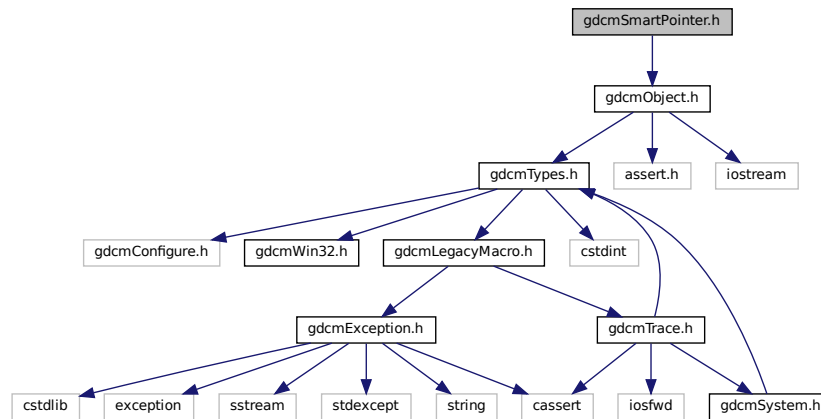 gdcmSmartPointer.h
gdcmObject.h
gdcmTypes.h
assert.h
iostream
gdcmConfigure.h
gdcmWin32.h
gdcmLegacyMacro.h
cstdint
gdcmException.h
gdcmTrace.h
cstdlib
exception
sstream
stdexcept
string
cassert
iosfwd
gdcmSystem.h